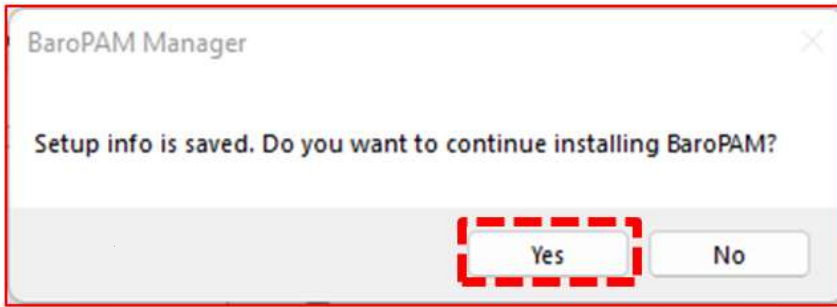 BaroPAM Manager
Setup info is saved. Do you want to continue installing BaroPAM?
Yes No